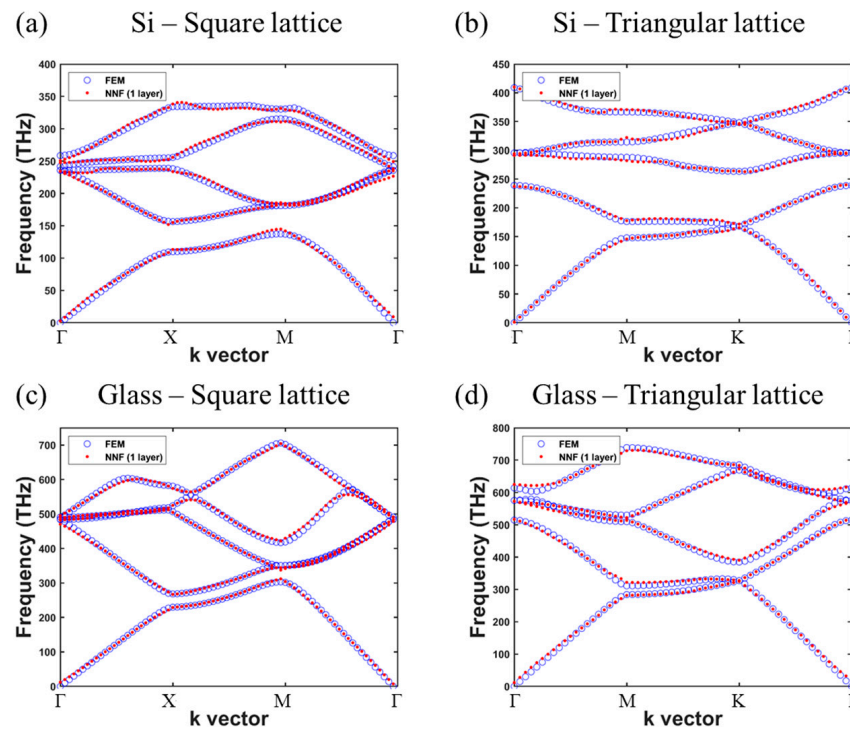 (a) Si – Square lattice
400
350
300
250
200
150
100
50
0
Frequency (THz)
FEM
NNF (1 layer)
Γ X M Γ
k vector
(b) Si – Triangular lattice
450
400
350
300
250
200
150
100
50
0
Frequency (THz)
FEM
NNF (1 layer)
Γ M K
k vector
(c) Glass – Square lattice
700
600
500
400
300
200
100
0
Frequency (THz)
FEM
NNF (1 layer)
Γ X M Γ
k vector
(d) Glass – Triangular lattice
800
700
600
500
400
300
200
100
0
Frequency (THz)
FEM
NNF (1 layer)
Γ M K
k vector